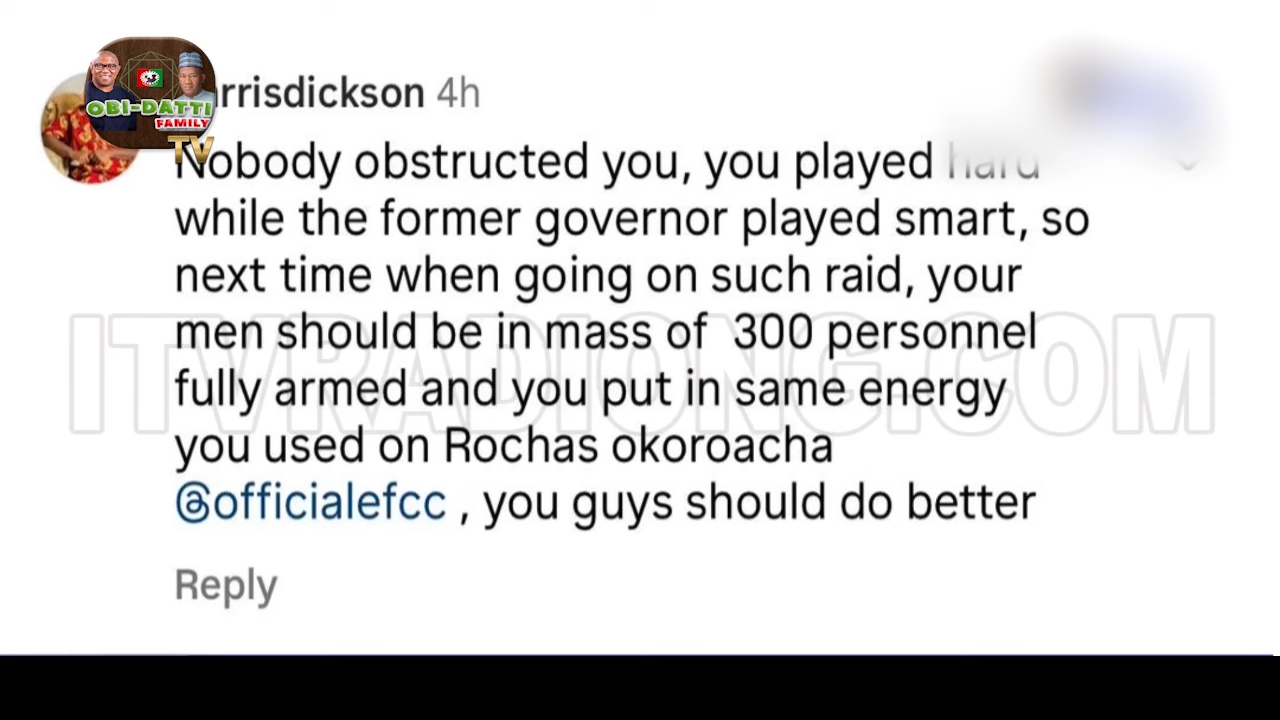 OBI-DATTI
FAMILY
TV
rrisdickson 4h
Nobody obstructed you, you played hard
while the former governor played smart, so
next time when going on such raid, your
men should be in mass of 300 personnel
fully armed and you put in same energy
you used on Rochas okoroacha
@officialefcc , you guys should do better
Reply
ITVRADIONG.COM